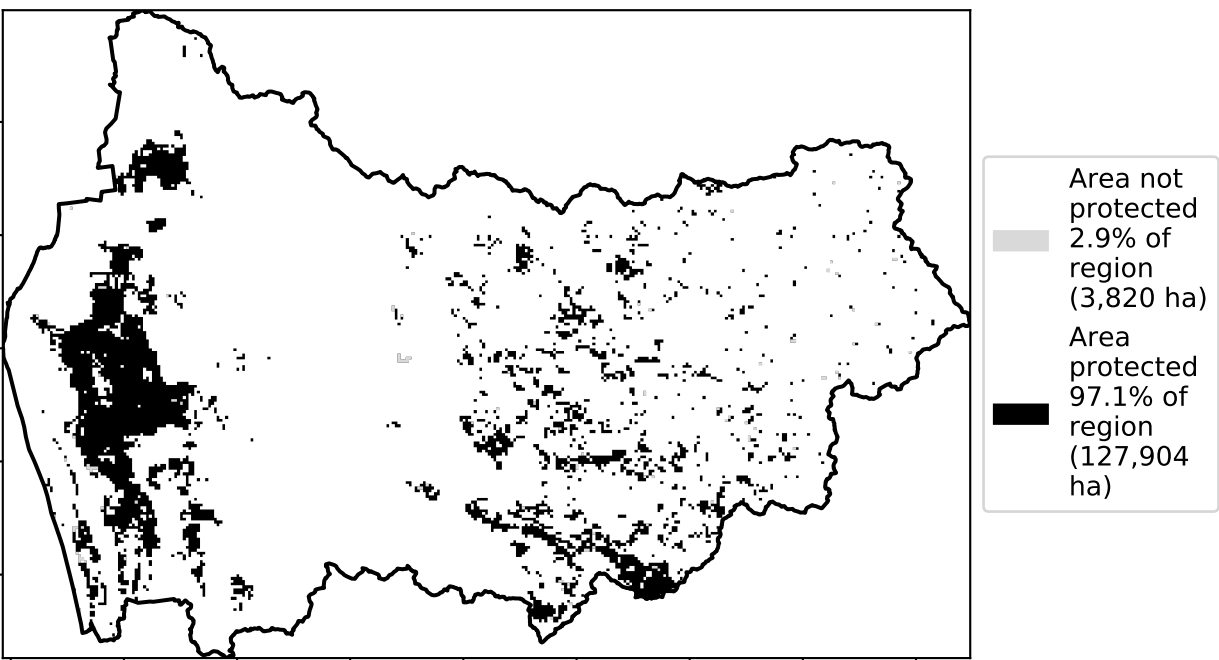 Area not
protected
2.9% of
region
(3,820 ha)
Area
protected
97.1% of
region
(127,904
ha)